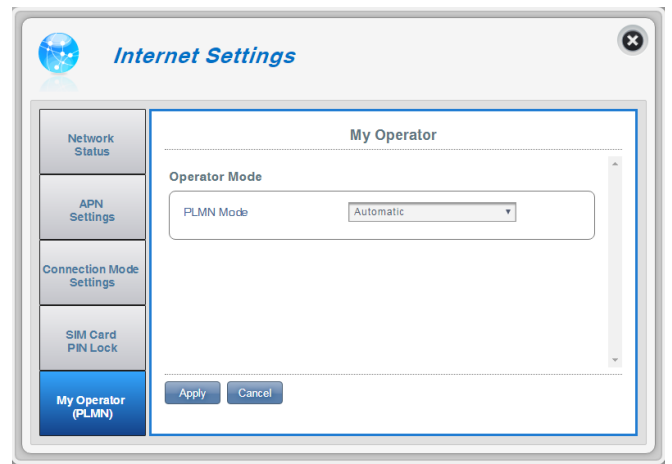 Internet Settings
Network
Status
APN
Settings
Connection Mode
Settings
SIM Card
PIN Lock
My Operator
(PLMN)
My Operator
Operator Mode
PLMN Mode
Automatic
Apply
Cancel